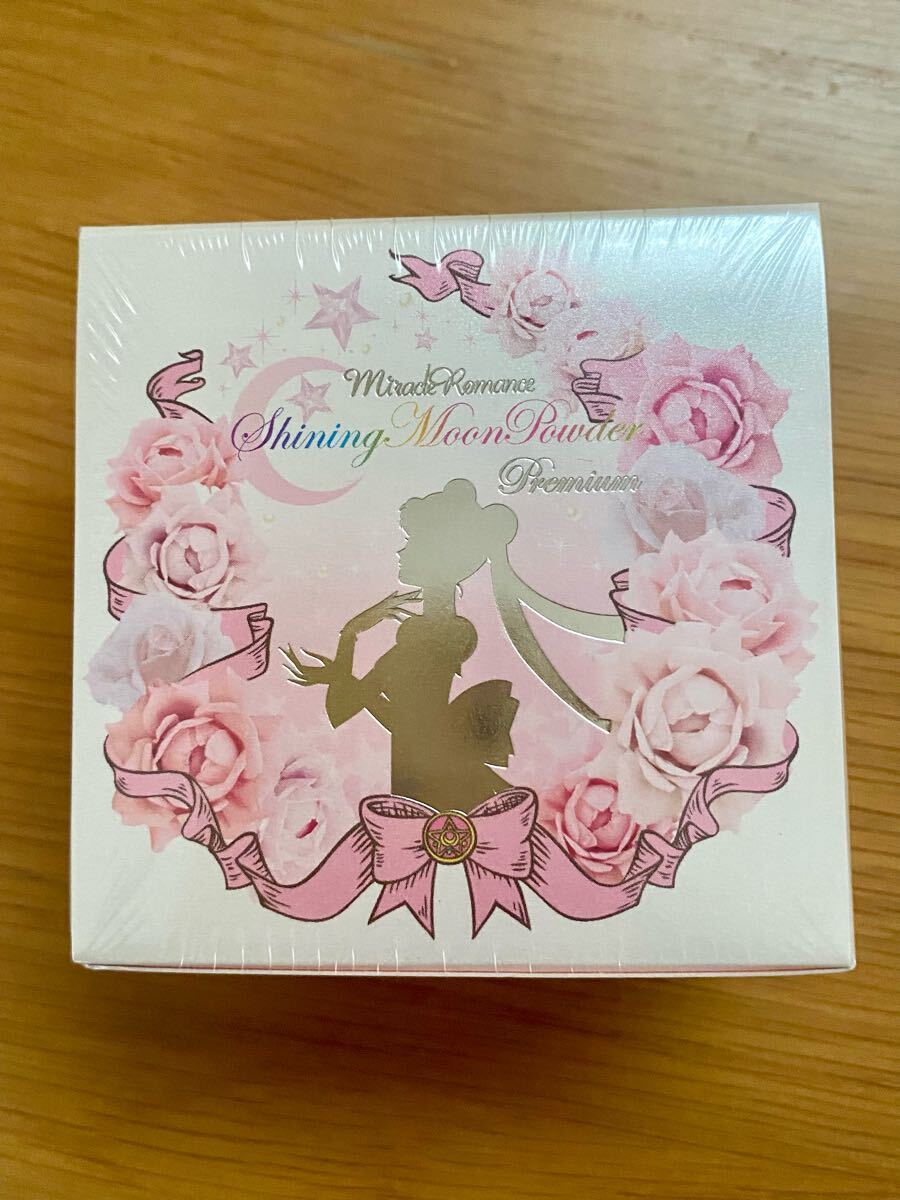 Miracle Romance
Shining Moon Powder
Premium